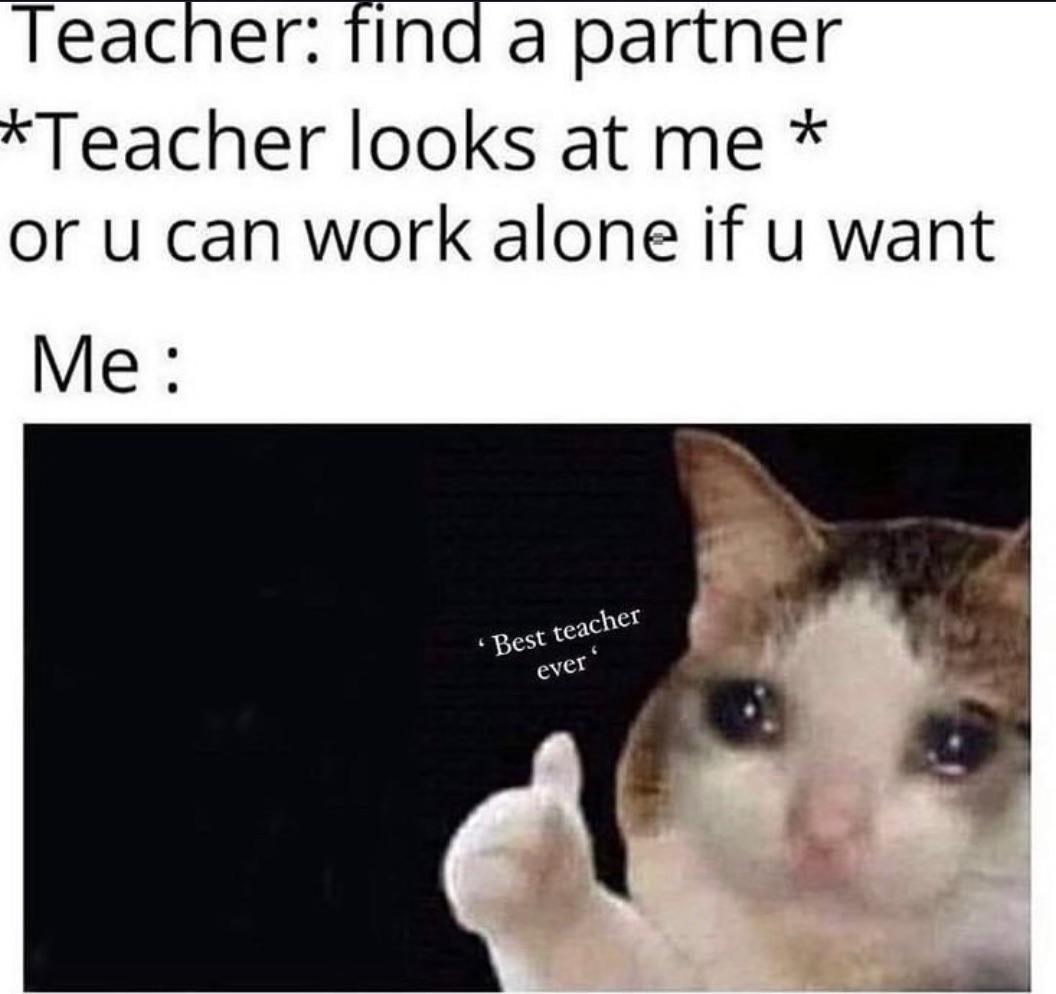 Teacher: find a partner
*Teacher looks at me *
or u can work alone if u want
Me :
‘ Best teacher
ever ‘